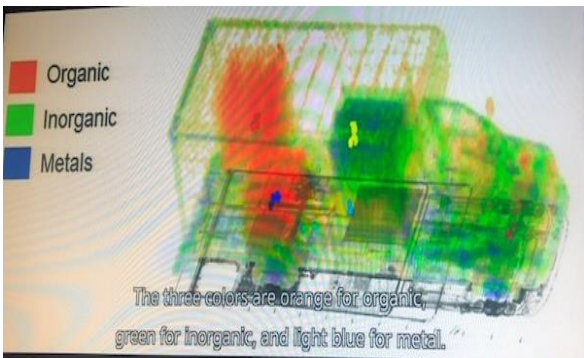 Organic
Inorganic
Metals
The three colors are orange for organic,
green for inorganic, and light blue for metal.